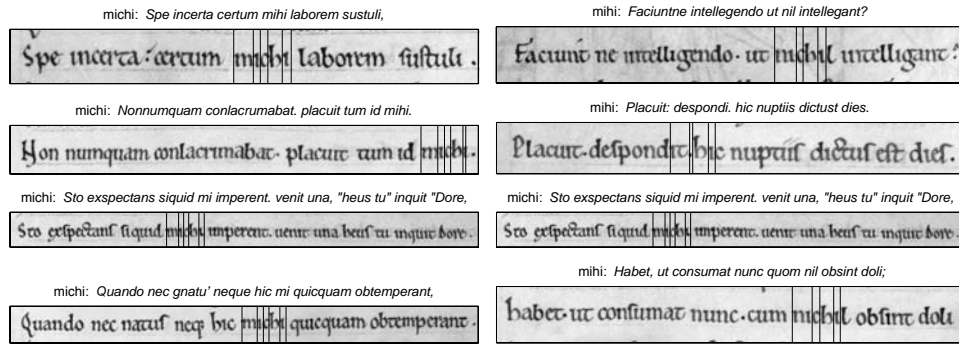 michi: Spe incerta certum mihi laborem sustuli,
Spe incerta : certum michi laborem sustuli .
michi: Nonnumquam conlacrumabat. placuit tum id mihi.
Non numquam conlacrumabat. placuit tum id michi.
michi: Sto exspectans siquid mi imperent. venit una, "heus tu" inquit "Dore,
Sto exspectans siquid michi imperent. uenit una heus tu inquit dore.
michi: Quando nec gnatu' neque hic mi quicquam obtemperant,
Quando nec natus neq; hic michi quicquam obtemperant .
mihi: Faciuntne intellegendo ut nil intellegant?
Faciunt ne intelligendo. ut nichil intelligant?
mihi: Placuit: despondi. hic nuptiis dictust dies.
Placuit. despondit. hic nuptiis dictus est dies.
michi: Sto exspectans siquid mi imperent. venit una, "heus tu" inquit "Dore,
Sto exspectans siquid michi imperent. uenit una heus tu inquit dore.
mihi: Habet, ut consumat nunc quom nil obsint doli;
habet. ut consumat nunc. cum nichil obsint doli